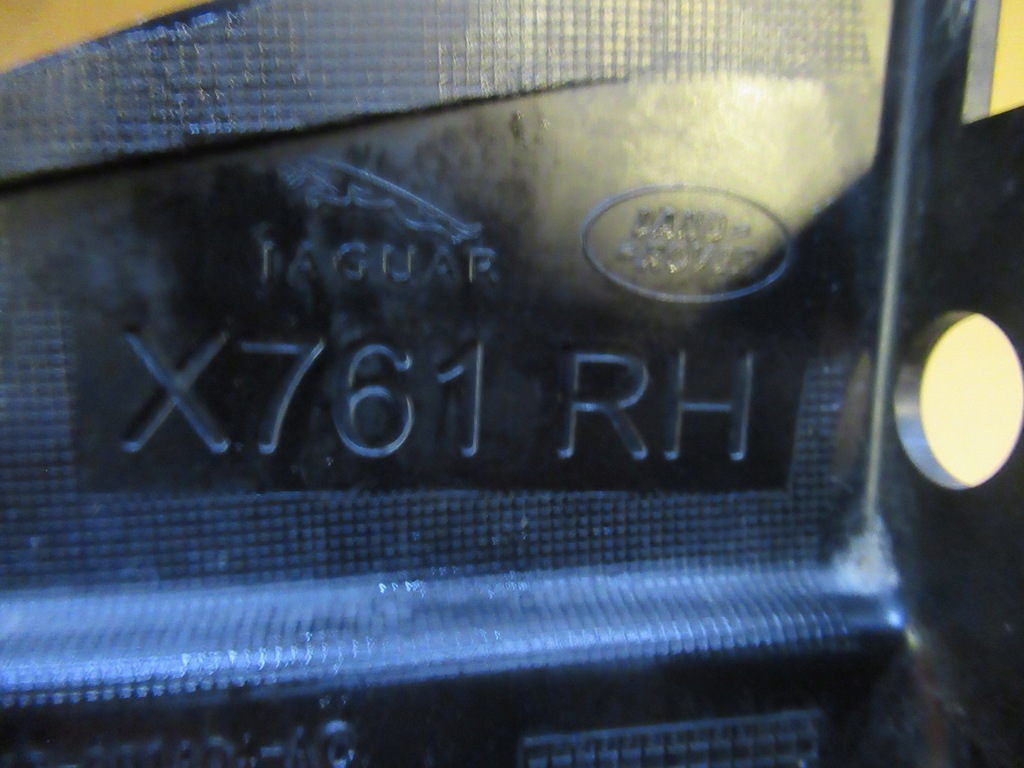 JAGUAR
LAND-
ROVER
X761 RH